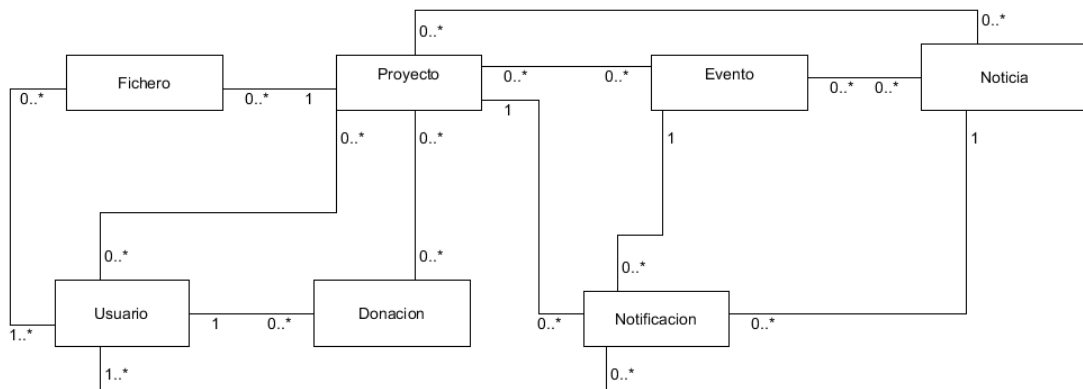 0..* 0..*
Fichero Proyecto Evento Noticia
0..* 0..* 1 0..* 0..* 0..* 0..*
1
0..* 0..* 1 1
0..* 0..* 0..*
Usuario Donacion Notificacion
1..* 1 0..* 0..* 0..*
1..* 0..*